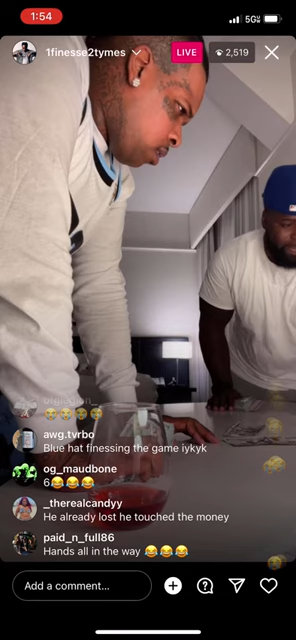 1:54
5G
1finesse2tymes
LIVE
2,519
😂😂😂😂
awg.tvrbo
Blue hat finessing the game iykyk
og_maudbone
6😂😂😂
_therealcandyy
He already lost he touched the money
paid_n_full86
Hands all in the way 😂😂😂
Add a comment...